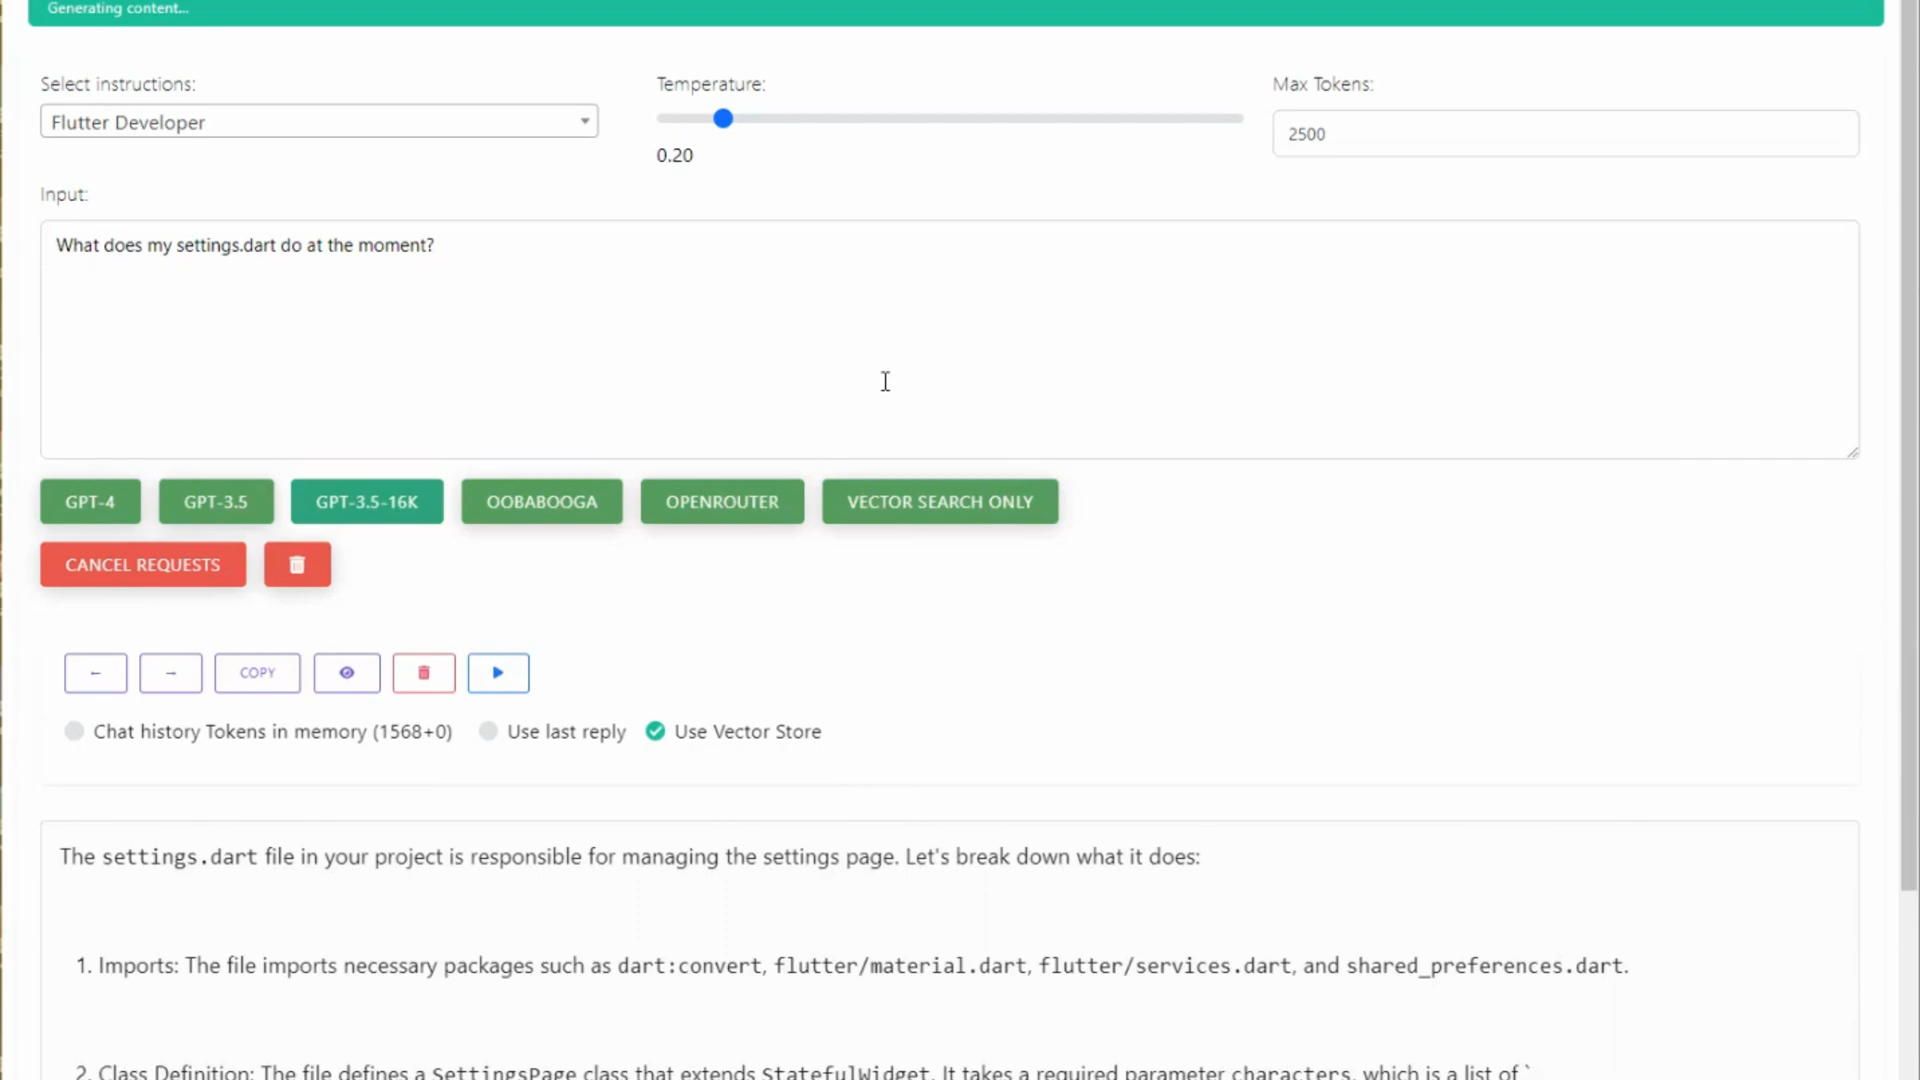 Generating content...
Select instructions:
Temperature:
Max Tokens:
Flutter Developer
2500
0.20
Input:
What does my settings.dart do at the moment?
GPT-4
GPT-3.5
GPT-3.5-16K
OOBABOOGA
OPENROUTER
VECTOR SEARCH ONLY
CANCEL REQUESTS
← → COPY
Chat history Tokens in memory (1568+0)
Use last reply
Use Vector Store
The settings.dart file in your project is responsible for managing the settings page. Let's break down what it does:
1. Imports: The file imports necessary packages such as dart:convert, flutter/material.dart, flutter/services.dart, and shared_preferences.dart.
2. Class Definition: The file defines a SettingsPage class that extends StatefulWidget. It takes a required parameter characters, which is a list of `